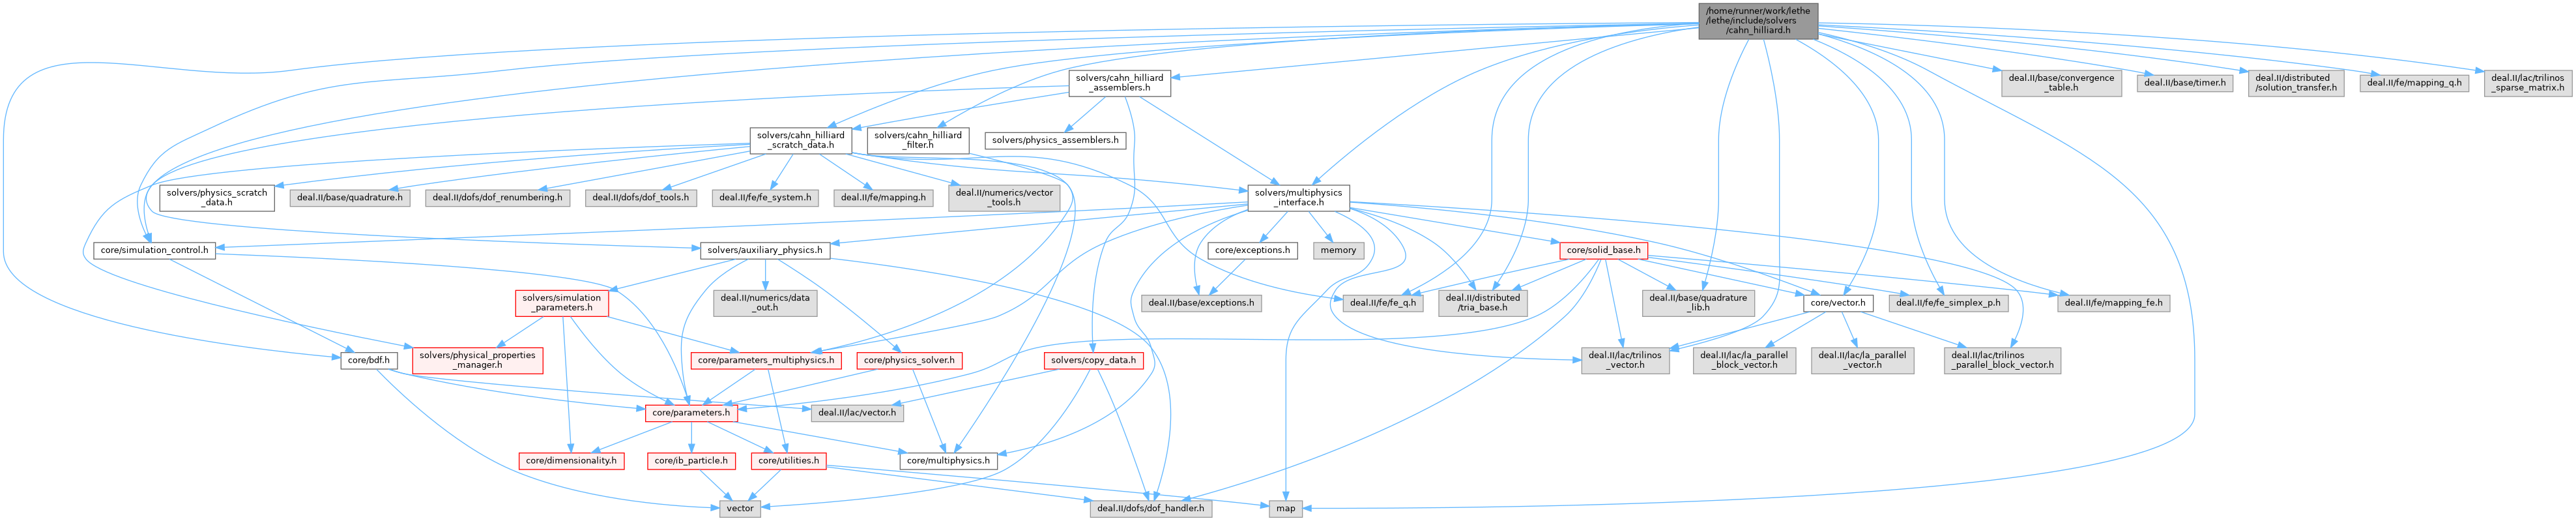 /home/runner/work/lethe
/lethe/include/solvers
/cahn_hilliard.h
solvers/cahn_hilliard
_assemblers.h
deal.II/base/convergence
_table.h
deal.II/base/timer.h
deal.II/distributed
/solution_transfer.h
deal.II/fe/mapping_q.h
deal.II/lac/trilinos
_sparse_matrix.h
solvers/cahn_hilliard
_scratch_data.h
solvers/cahn_hilliard
_filter.h
solvers/physics_assemblers.h
solvers/physics_scratch
_data.h
deal.II/base/quadrature.h
deal.II/dofs/dof_renumbering.h
deal.II/dofs/dof_tools.h
deal.II/fe/fe_system.h
deal.II/fe/mapping.h
deal.II/numerics/vector
_tools.h
solvers/multiphysics
_interface.h
core/simulation_control.h
solvers/auxiliary_physics.h
core/exceptions.h
memory
core/solid_base.h
solvers/simulation
_parameters.h
deal.II/numerics/data
_out.h
deal.II/base/exceptions.h
deal.II/fe/fe_q.h
deal.II/distributed
/tria_base.h
deal.II/base/quadrature
_lib.h
core/vector.h
deal.II/fe/fe_simplex_p.h
deal.II/fe/mapping_fe.h
core/bdf.h
solvers/physical_properties
_manager.h
core/parameters_multiphysics.h
core/physics_solver.h
solvers/copy_data.h
deal.II/lac/trilinos
_vector.h
deal.II/lac/la_parallel
_block_vector.h
deal.II/lac/la_parallel
_vector.h
deal.II/lac/trilinos
_parallel_block_vector.h
core/parameters.h
deal.II/lac/vector.h
core/dimensionality.h
core/ib_particle.h
core/utilities.h
core/multiphysics.h
vector
deal.II/dofs/dof_handler.h
map